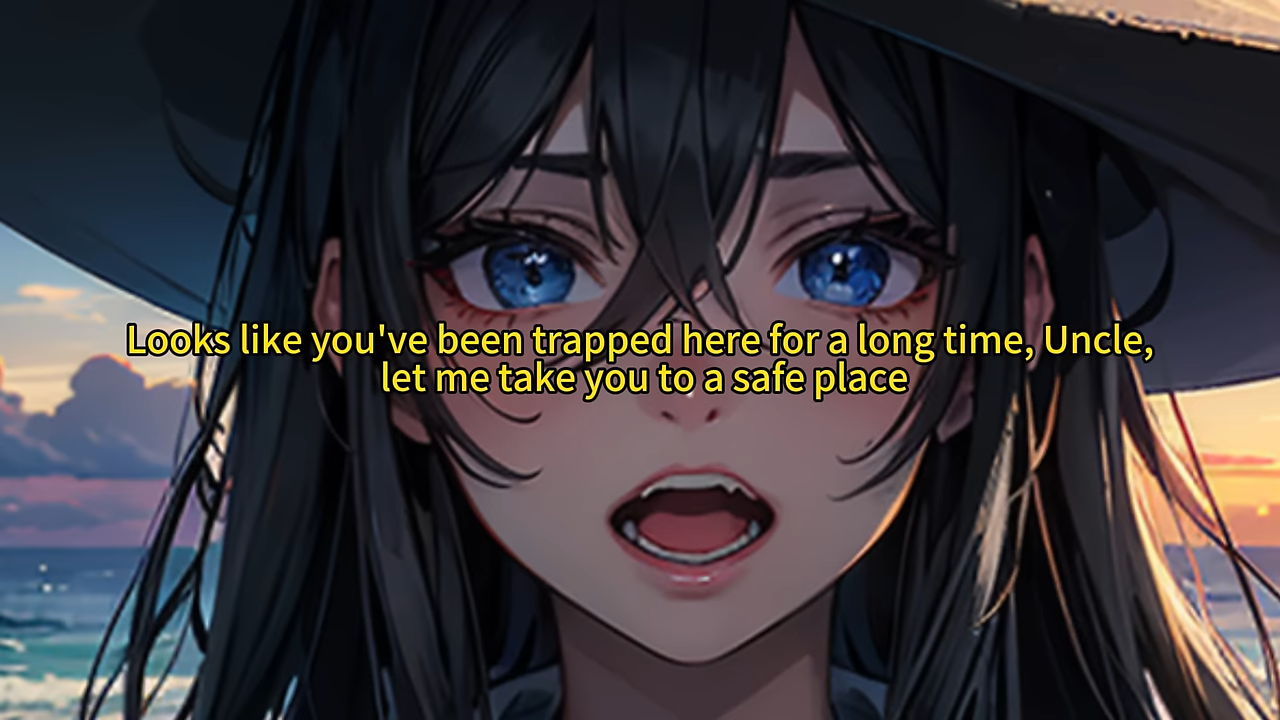 Looks like you've been trapped here for a long time, Uncle,
let me take you to a safe place